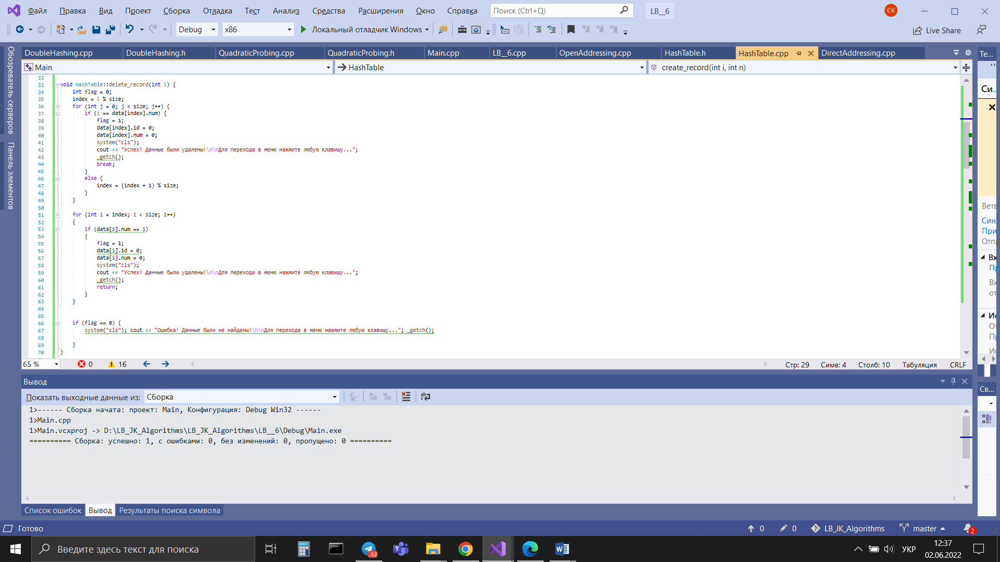 Файл Правка Вид Проект Сборка Отладка Тест Анализ Средства Расширения Окно Справка Поиск (Ctrl+Q) LB__6 ЄК
Debug x86 Локальный отладчик Windows Live Share
DoubleHashing.cpp DoubleHashing.h QuadraticProbing.cpp QuadraticProbing.h Main.cpp LB__6.cpp OpenAddressing.cpp HashTable.h HashTable.cpp DirectAddressing.cpp Те...
Main HashTable create_record(int i, int n)
Обозреватель серверов
Панель элементов
32
33 void HashTable::delete_record(int i) {
34 int flag = 0;
35 index = i % size;
36 for (int j = 0; j < size; j++) {
37 if (i == data[index].num) {
38 flag = 1;
39 data[index].id = 0;
40 data[index].num = 0;
41 system("cls");
42 cout << "Успех! Данные были удалены!\n\nДля перехода в меню нажмите любую клавишу...";
43 _getch();
44 break;
45 }
46 else {
47 index = (index + 1) % size;
48 }
49 }
50
51 for (int i = index; i < size; i++)
52 {
53 if (data[i].num == i)
54 {
55 flag = 1;
56 data[i].id = 0;
57 data[i].num = 0;
58 system("cls");
59 cout << "Успех! Данные были удалены!\n\nДля перехода в меню нажмите любую клавишу...";
60 _getch();
61 return;
62 }
63 }
64
65
66 if (flag == 0) {
67 system("cls"); cout << "Ошибка! Данные были не найдены!\n\nДля перехода в меню нажмите любую клавишу..."; _getch();
68
69 }
70 }
65 % 0 16 Стр: 29 Симв: 4 Столб: 10 Табуляция CRLF
Си...
Ветв
Син
При
Отп
Вывод
Св...
Показать выходные данные из: Сборка
1>------ Сборка начата: проект: Main, Конфигурация: Debug Win32 ------
1>Main.cpp
1>Main.vcxproj -> D:\LB_JK_Algorithms\LB_JK_Algorithms\LB__6\Debug\Main.exe
========== Сборка: успешно: 1, с ошибками: 0, без изменений: 0, пропущено: 0 ==========
Список ошибок Вывод Результаты поиска символа
Готово 0 0 LB_JK_Algorithms master 2
Введите здесь текст для поиска ..62 УКР 12:37
02.06.2022